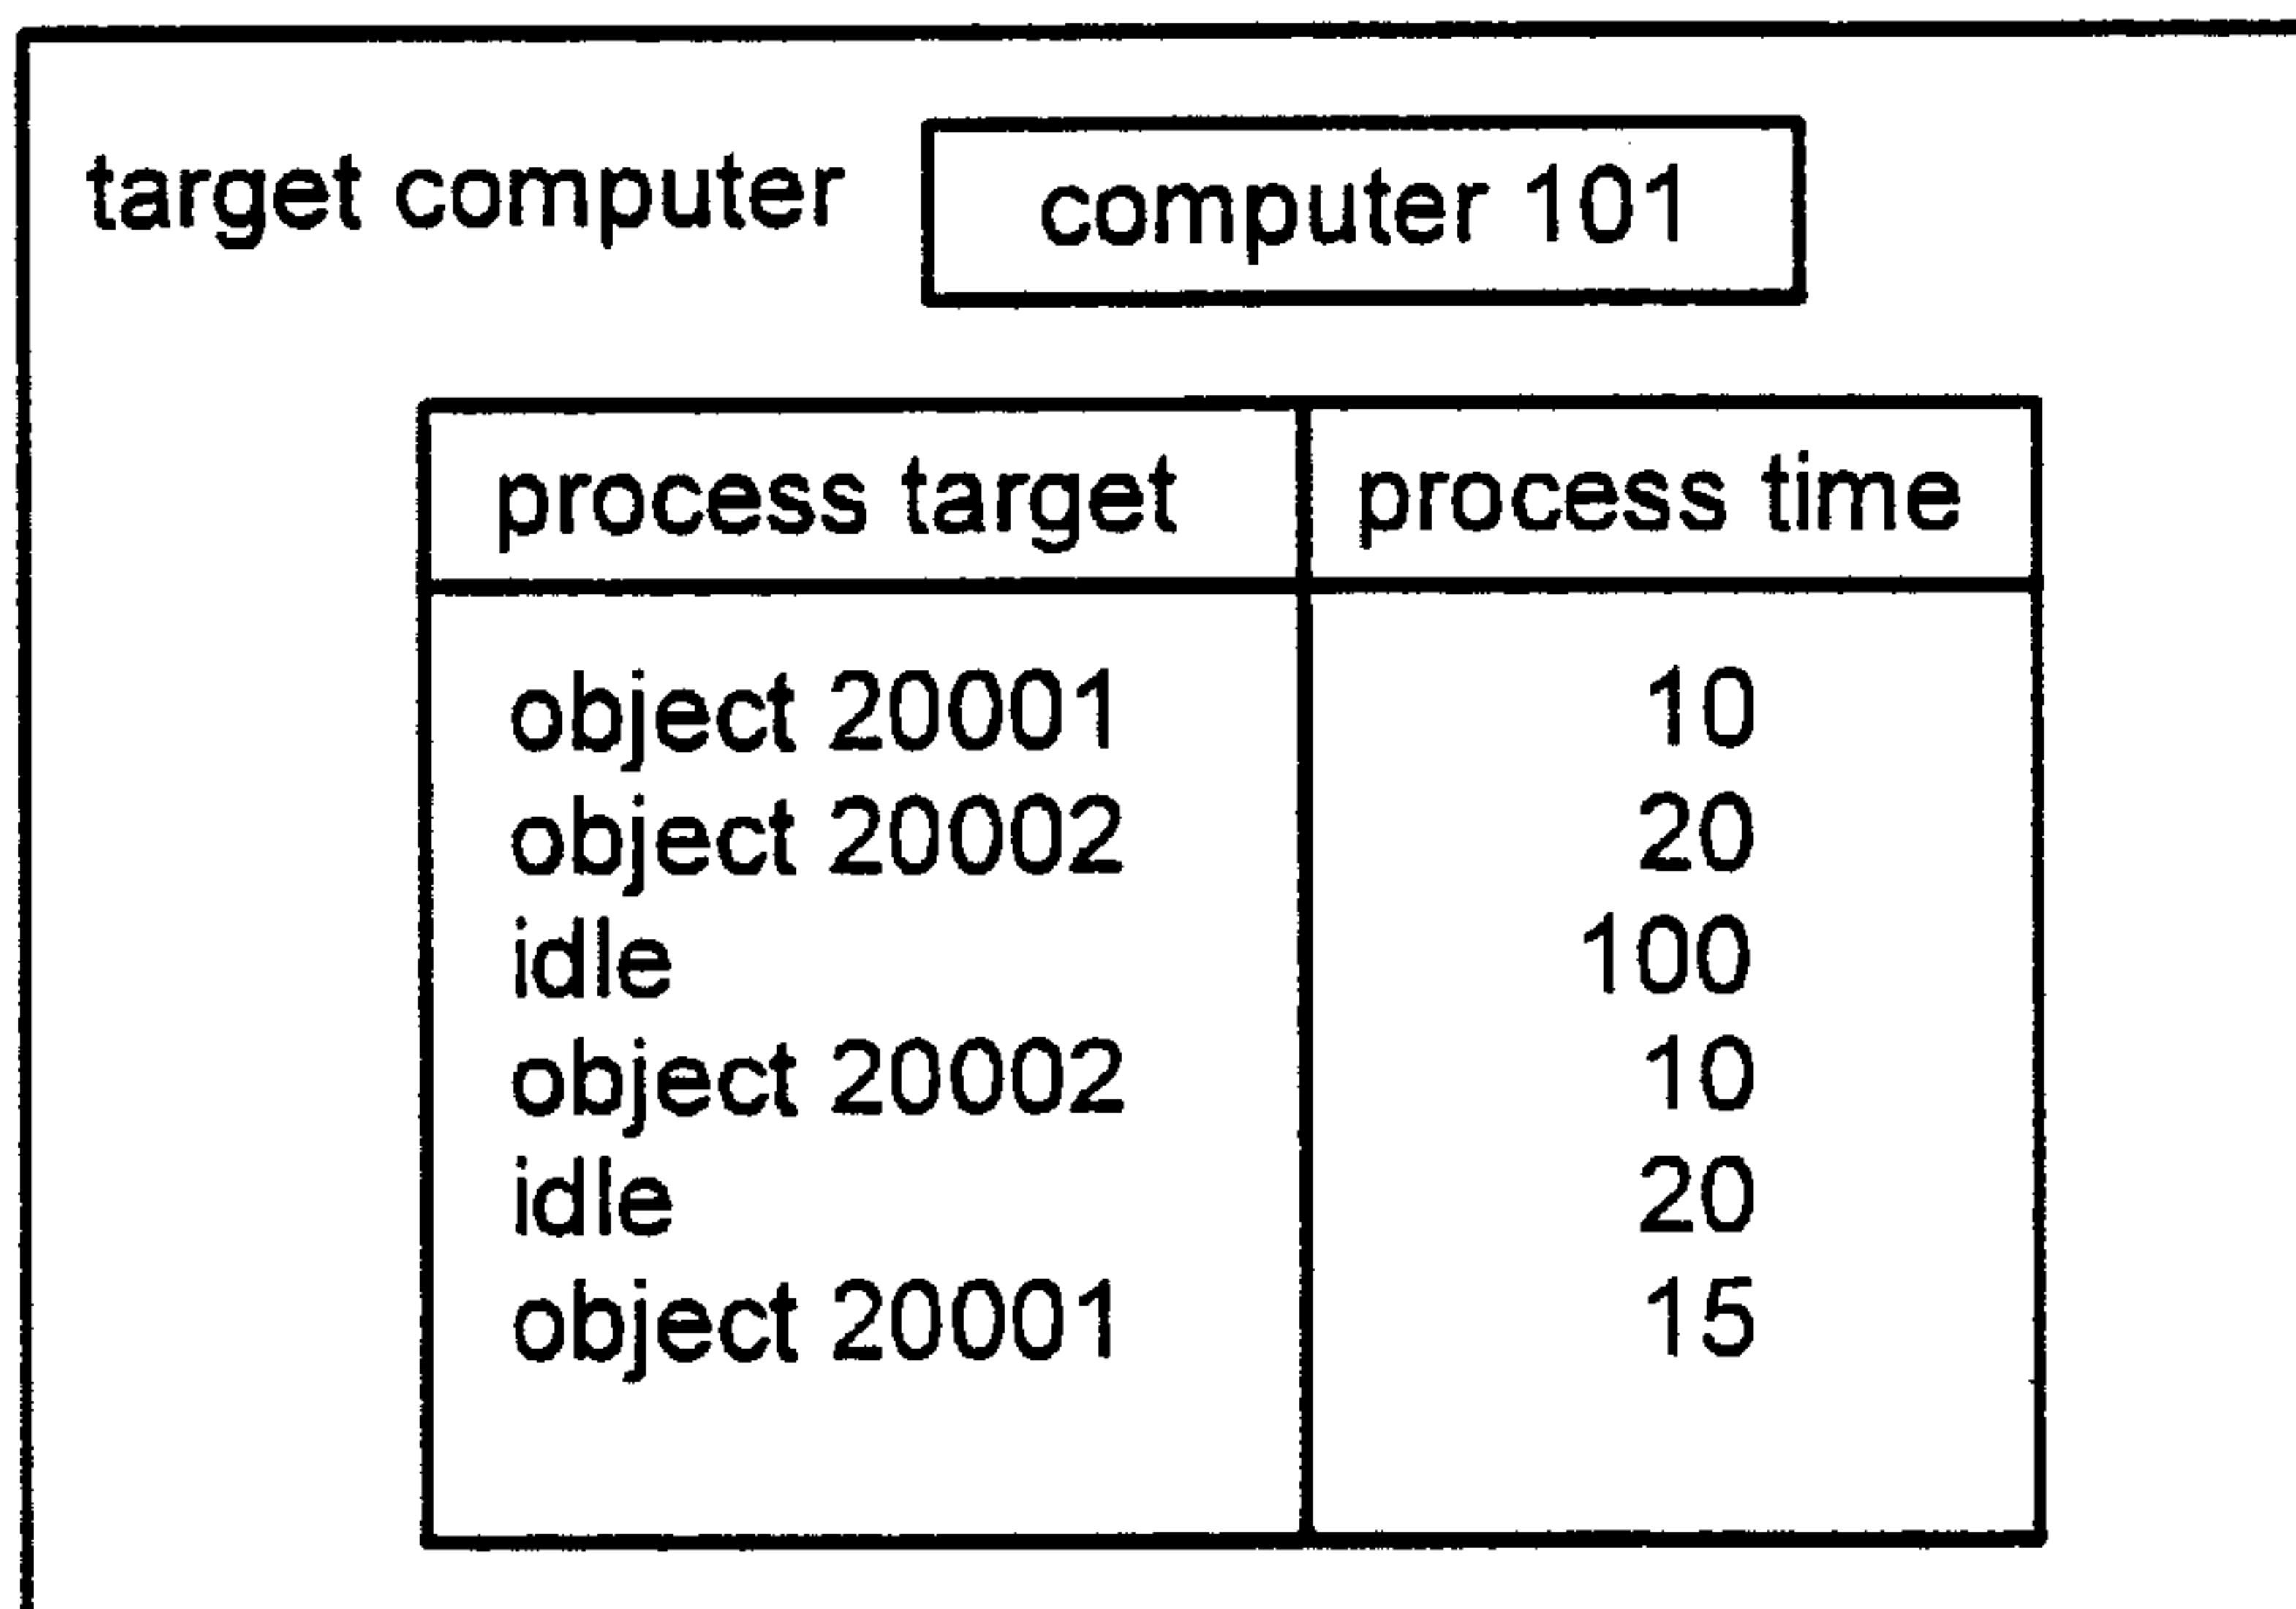 target computer computer 101
process target process time
object 20001 10
object 20002 20
idle 100
object 20002 10
idle 20
object 20001 15